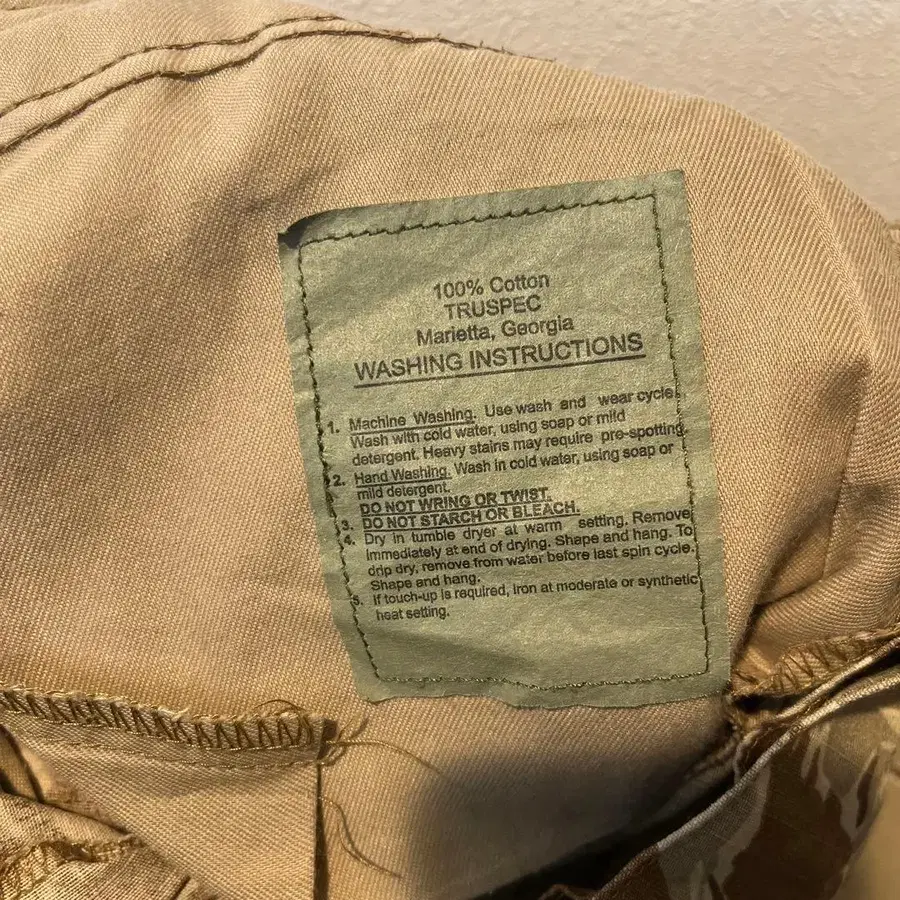 100% Cotton
TRUSPEC
Marietta, Georgia
WASHING INSTRUCTIONS
1. Machine Washing. Use wash and wear cycle.
Wash with cold water, using soap or mild
detergent. Heavy stains may require pre-spotting.
2. Hand Washing. Wash in cold water, using soap or
mild detergent.
DO NOT WRING OR TWIST.
3. DO NOT STARCH OR BLEACH.
4. Dry in tumble dryer at warm setting. Remove
immediately at end of drying. Shape and hang. To
drip dry, remove from water before last spin cycle.
Shape and hang.
5. If touch-up is required, iron at moderate or synthetic
heat setting.